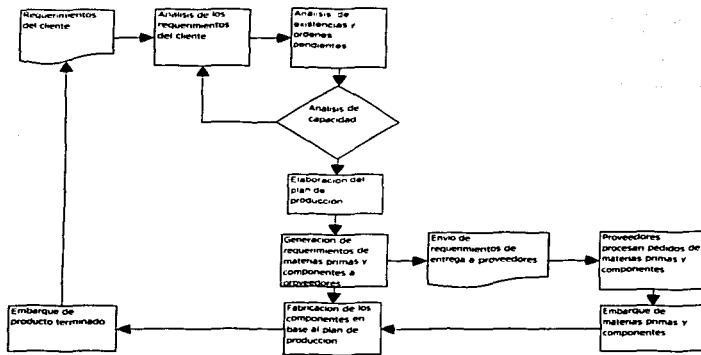 Requerimientos
del cliente
Analisis de los
requerimientos
del cliente
Analisis de
existencias y
ordenes
pendientes
Analisis de
capacidad
Elaboracion del
plan de
produccion
Generacion de
requerimientos de
materias primas y
componentes a
proveedores
Envio de
requerimientos de
entrega a proveedores
Proveedores
procesan pedidos de
materias primas y
componentes
Embarque de
producto terminado
Fabricacion de los
componentes en
base al plan de
produccion
Embarque de
materias primas y
componentes